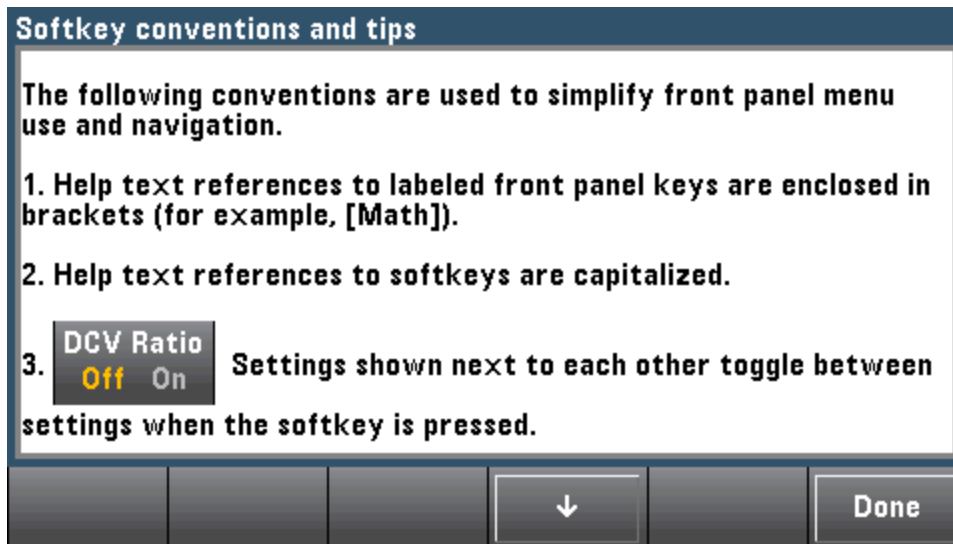 Softkey conventions and tips
The following conventions are used to simplify front panel menu
use and navigation.
1. Help text references to labeled front panel keys are enclosed in
brackets (for example, [Math]).
2. Help text references to softkeys are capitalized.
DCV Ratio
Off On
3. Settings shown next to each other toggle between
settings when the softkey is pressed.
↓
Done